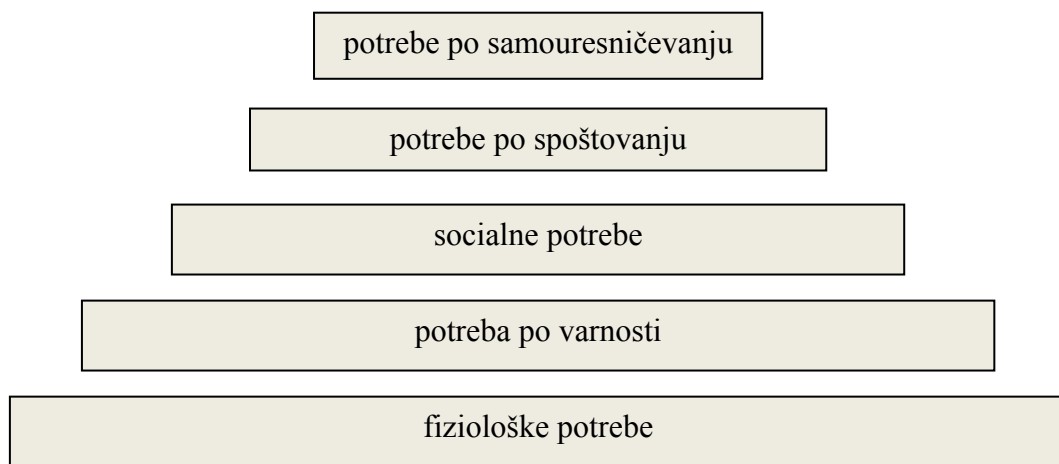 potrebe po samouresničevanju
potrebe po spoštovanju
socialne potrebe
potreba po varnosti
fiziološke potrebe